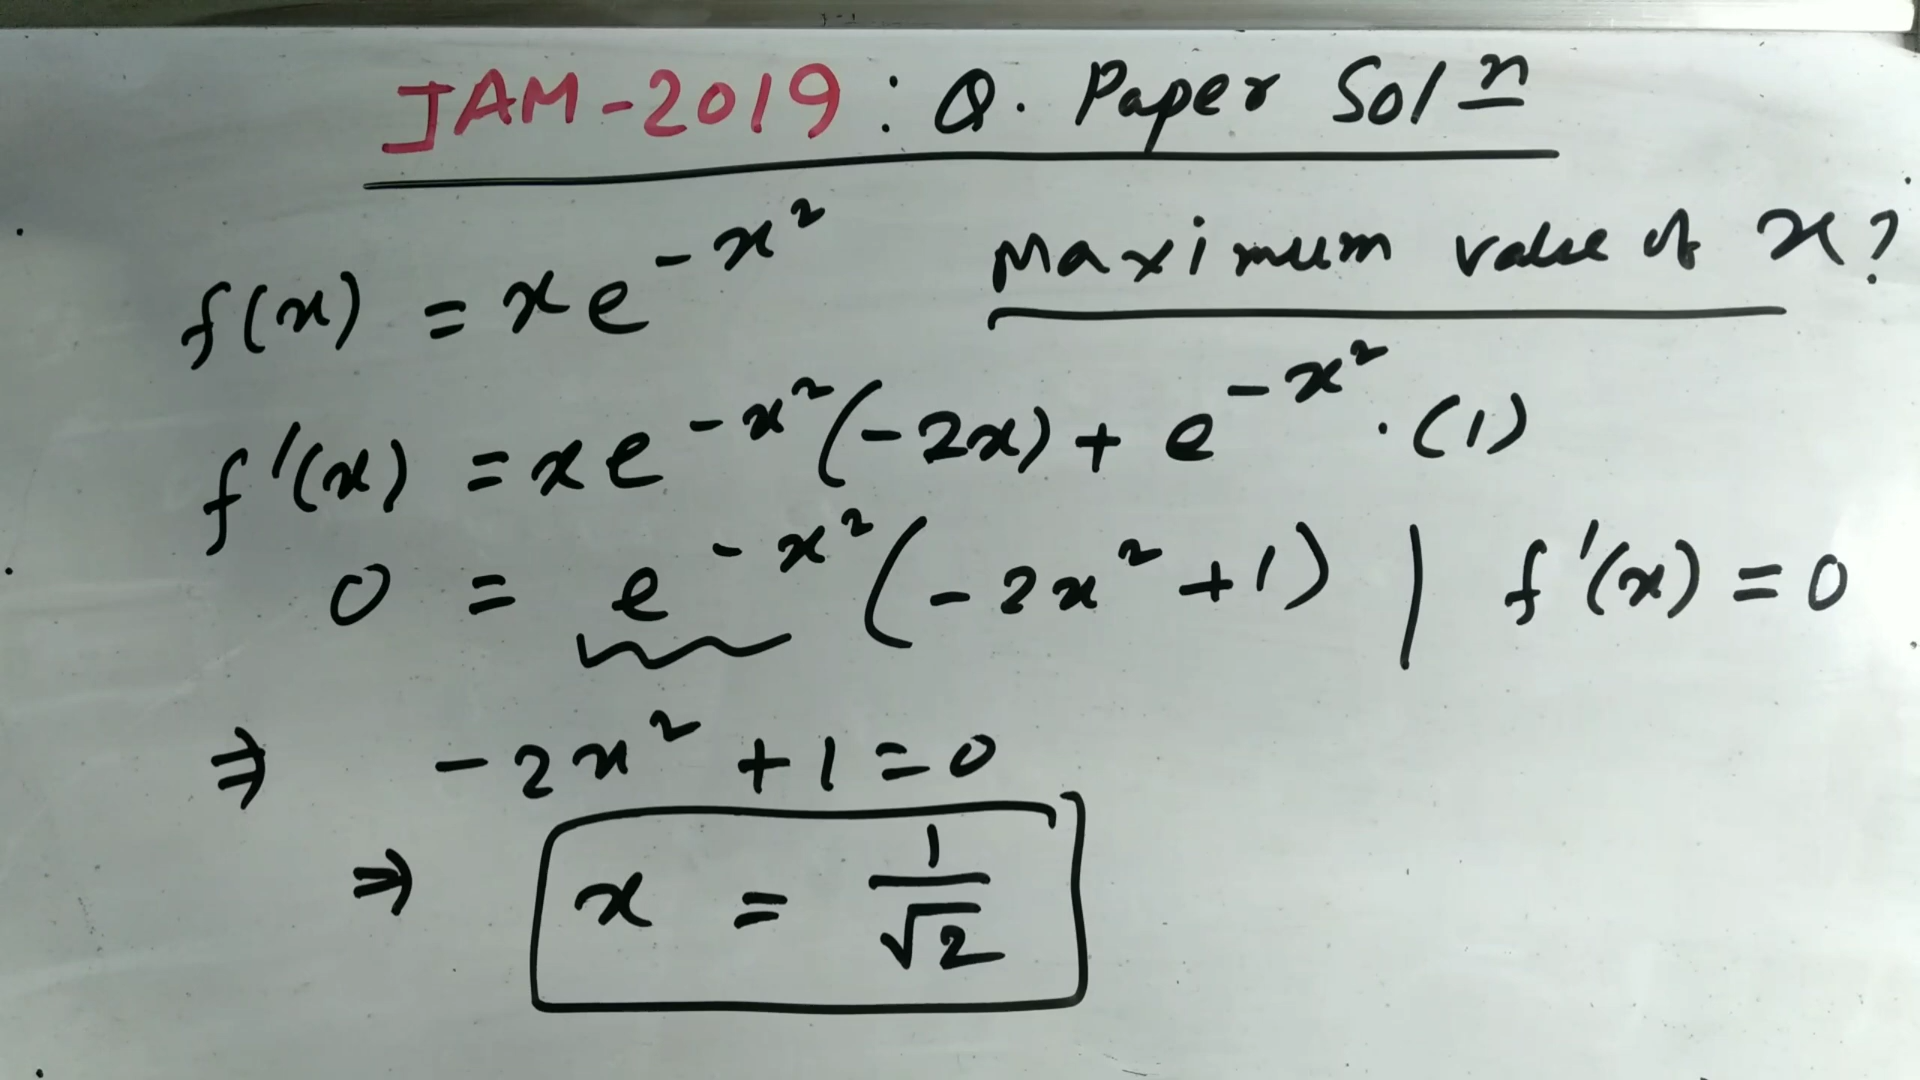 JAM-2019: Q. Paper Solⁿ
f(x) = xe^{-x²} Maximum value of x?
f'(x) = xe^{-x²}(-2x) + e^{-x²}·(1)
0 = e^{-x²}(-2x²+1) | f'(x) = 0
⇒ -2x² + 1 = 0
⇒ x = 1/√2